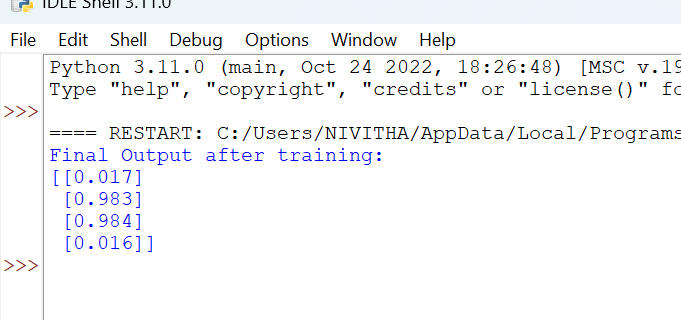 IDLE Shell 3.11.0
File Edit Shell Debug Options Window Help
Python 3.11.0 (main, Oct 24 2022, 18:26:48) [MSC v.19
Type "help", "copyright", "credits" or "license()" fo
>>>
==== RESTART: C:/Users/NIVITHA/AppData/Local/Programs
Final Output after training:
[[0.017]
[0.983]
[0.984]
[0.016]]
>>>